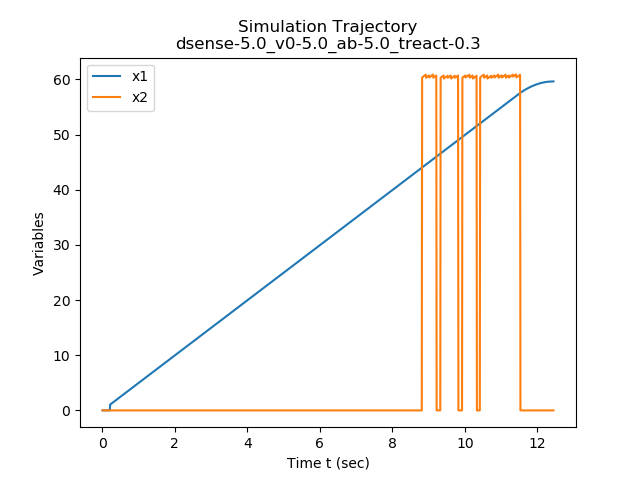 Simulation Trajectory
dsense-5.0_v0-5.0_ab-5.0_treact-0.3
x1
x2
60
50
40
30
20
10
0
Variables
0 2 4 6 8 10 12
Time t (sec)